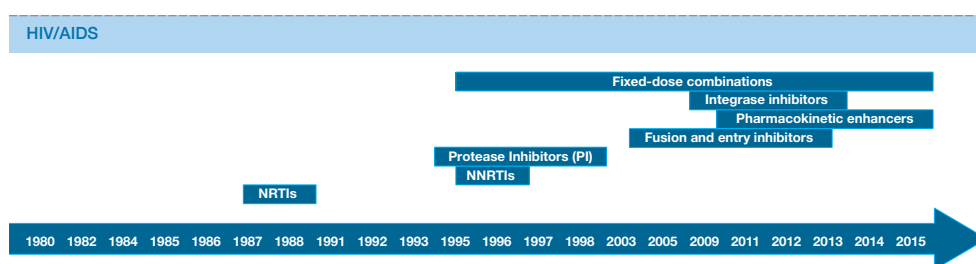 HIV/AIDS
Fixed-dose combinations
Integrase inhibitors
Pharmacokinetic enhancers
Fusion and entry inhibitors
Protease Inhibitors (PI)
NNRTIs
NRTIs
1980 1982 1984 1985 1986 1987 1988 1991 1992 1993 1995 1996 1997 1998 2003 2005 2009 2011 2012 2013 2014 2015